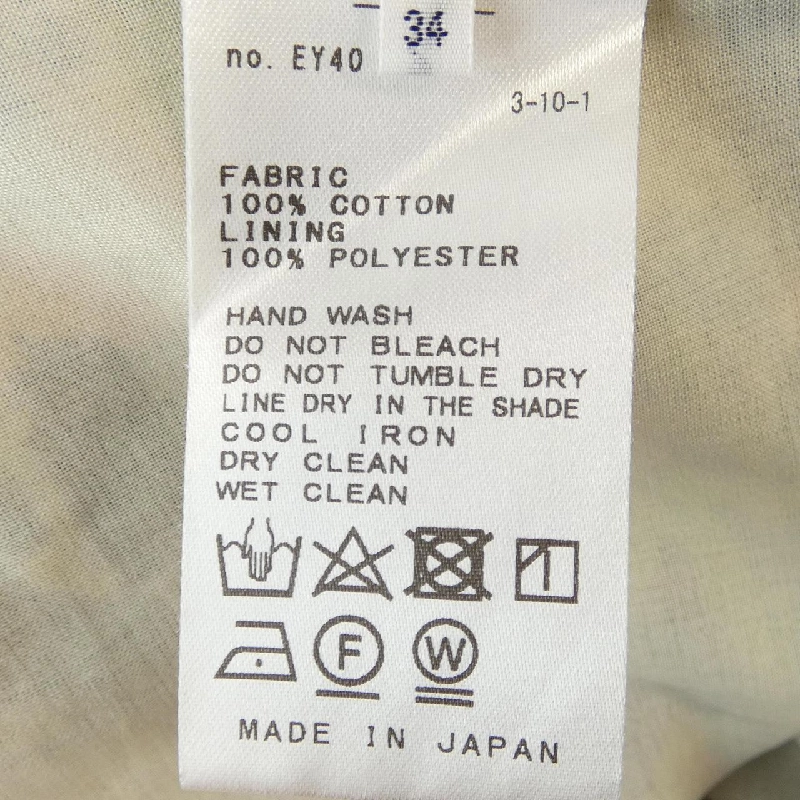 34
no. EY40
3-10-1
FABRIC
100% COTTON
LINING
100% POLYESTER
HAND WASH
DO NOT BLEACH
DO NOT TUMBLE DRY
LINE DRY IN THE SHADE
COOL IRON
DRY CLEAN
WET CLEAN
F W
MADE IN JAPAN